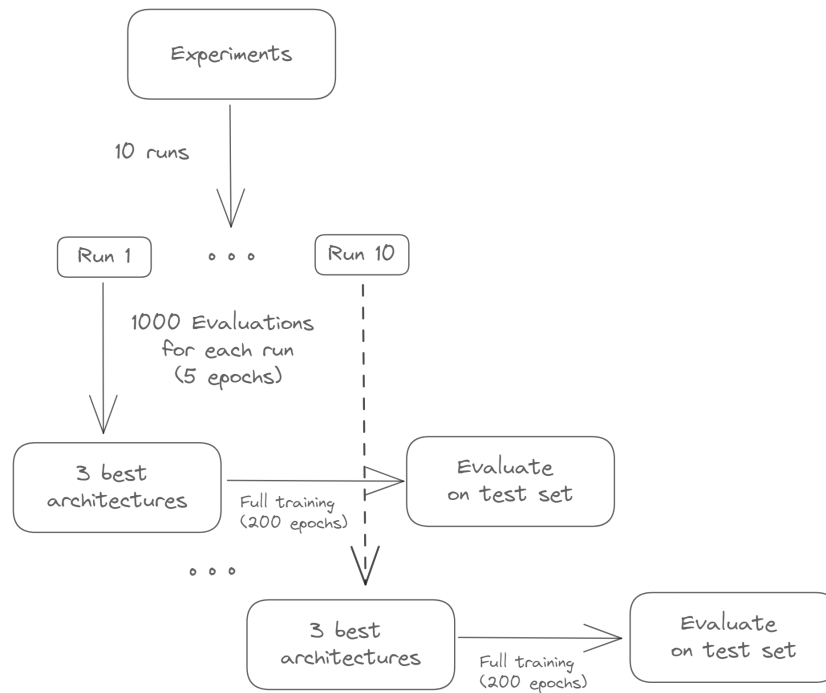 Experiments
10 runs
Run 1
Run 10
1000 Evaluations
for each run
(5 epochs)
3 best
architectures
Full training
(200 epochs)
Evaluate
on test set
3 best
architectures
Full training
(200 epochs)
Evaluate
on test set